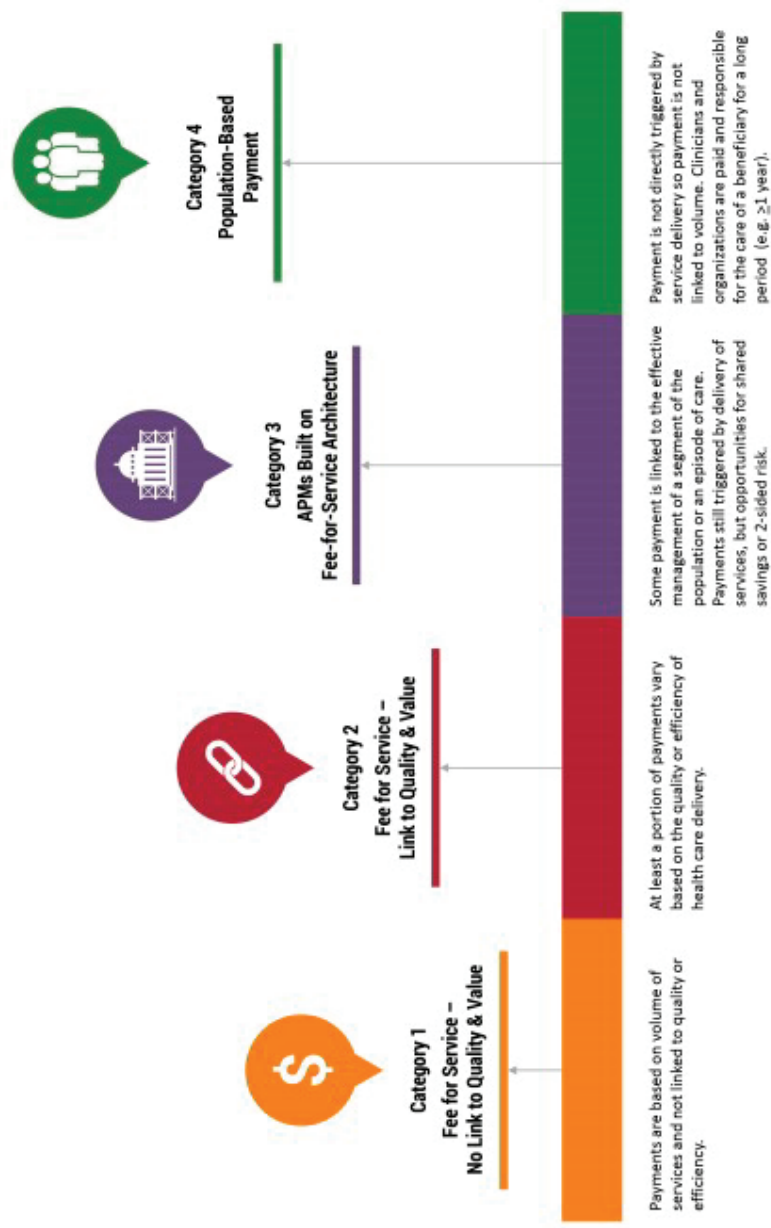 $
Category 1
Fee for Service –
No Link to Quality & Value
Payments are based on volume of
services and not linked to quality or
efficiency.
Category 2
Fee for Service –
Link to Quality & Value
At least a portion of payments vary
based on the quality or efficiency of
health care delivery.
Category 3
APMs Built on
Fee-for-Service Architecture
Some payment is linked to the effective
management of a segment of the
population or an episode of care.
Payments still triggered by delivery of
services, but opportunities for shared
savings or 2-sided risk.
Category 4
Population-Based
Payment
Payment is not directly triggered by
service delivery so payment is not
linked to volume. Clinicians and
organizations are paid and responsible
for the care of a beneficiary for a long
period (e.g. ≥1 year).